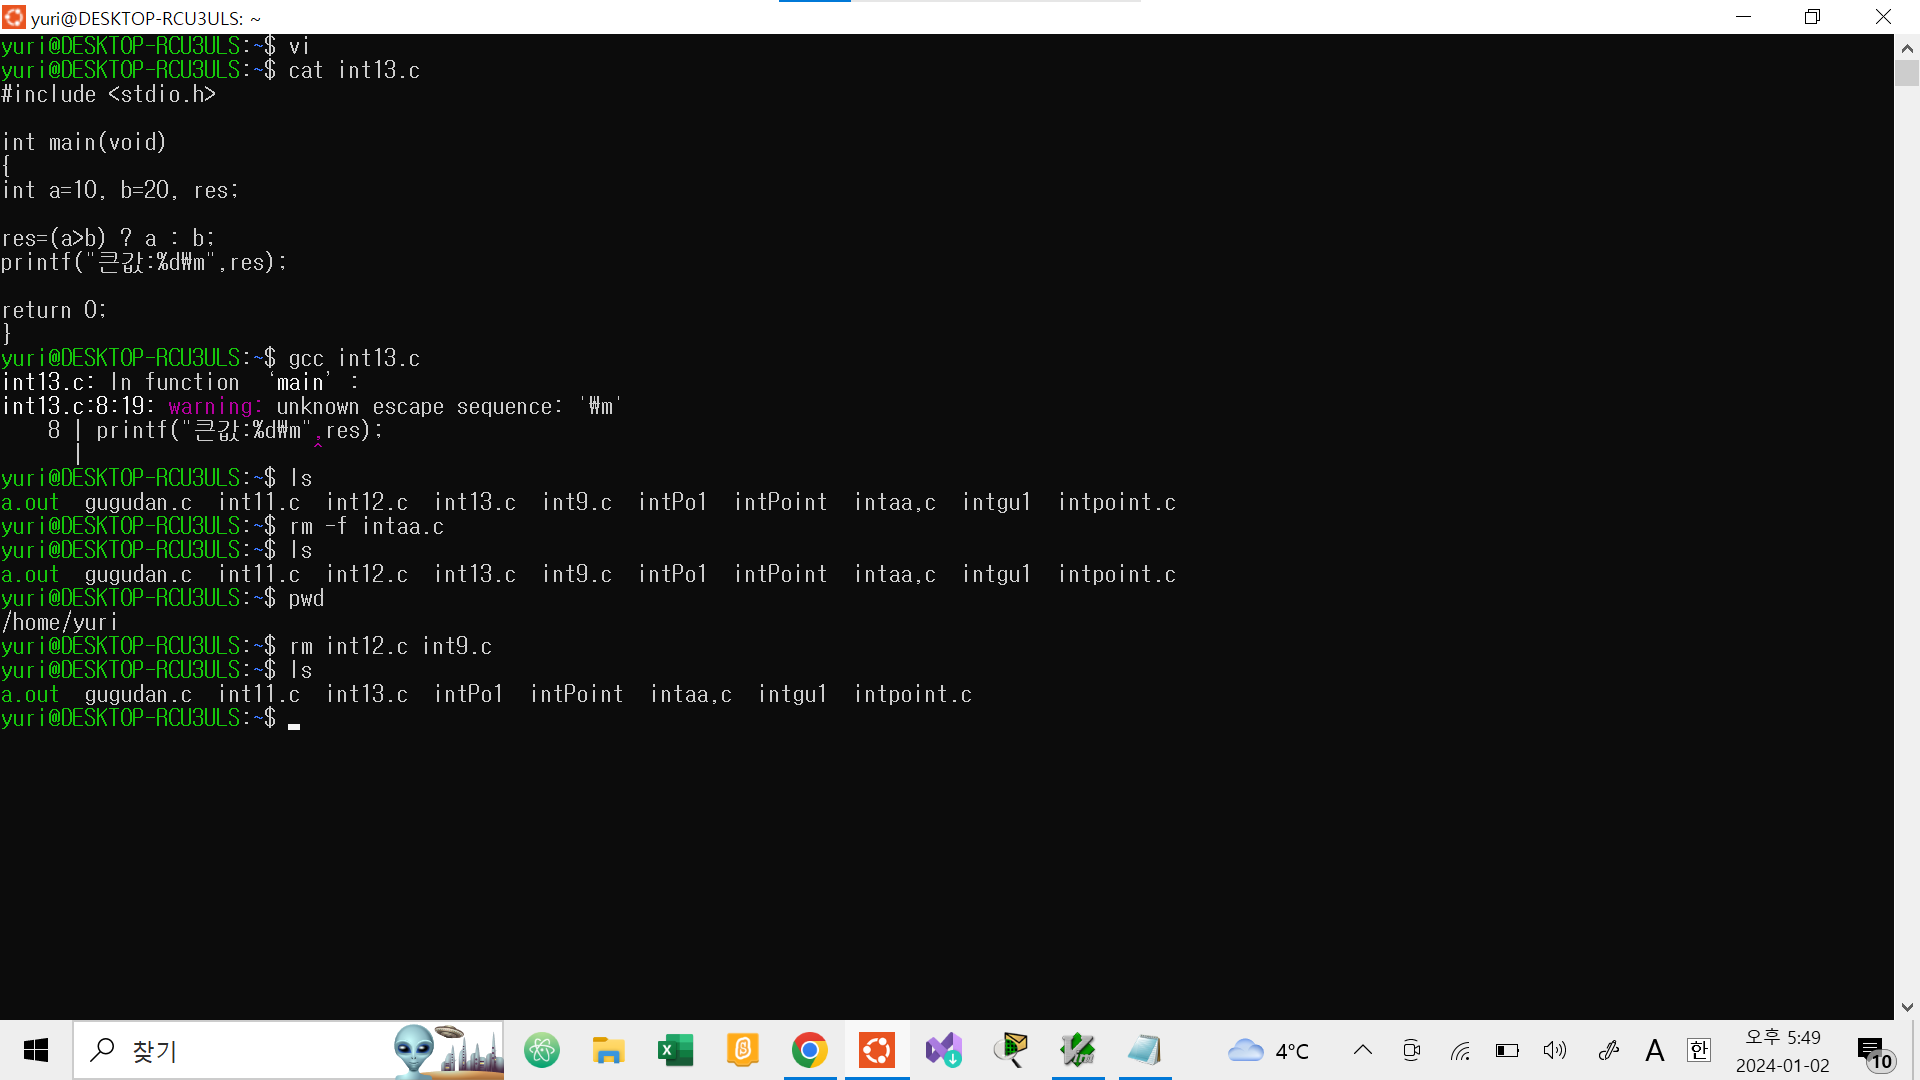 yuri@DESKTOP-RCU3ULS: ~
yuri@DESKTOP-RCU3ULS:~$ vi
yuri@DESKTOP-RCU3ULS:~$ cat int13.c
#include <stdio.h>
int main(void)
{
int a=10, b=20, res;
res=(a>b) ? a : b;
printf("큰값:%d₩m",res);
return 0;
}
yuri@DESKTOP-RCU3ULS:~$ gcc int13.c
int13.c: In function ‘main’:
int13.c:8:19: warning: unknown escape sequence: '₩m'
8 | printf("큰값:%d₩m",res);
| ^
yuri@DESKTOP-RCU3ULS:~$ ls
a.out gugudan.c int11.c int12.c int13.c int9.c intPo1 intPoint intaa,c intgu1 intpoint.c
yuri@DESKTOP-RCU3ULS:~$ rm -f intaa.c
yuri@DESKTOP-RCU3ULS:~$ ls
a.out gugudan.c int11.c int12.c int13.c int9.c intPo1 intPoint intaa,c intgu1 intpoint.c
yuri@DESKTOP-RCU3ULS:~$ pwd
/home/yuri
yuri@DESKTOP-RCU3ULS:~$ rm int12.c int9.c
yuri@DESKTOP-RCU3ULS:~$ ls
a.out gugudan.c int11.c int13.c intPo1 intPoint intaa,c intgu1 intpoint.c
yuri@DESKTOP-RCU3ULS:~$
찾기
4°C
A
한
오후 5:49
2024-01-02
10